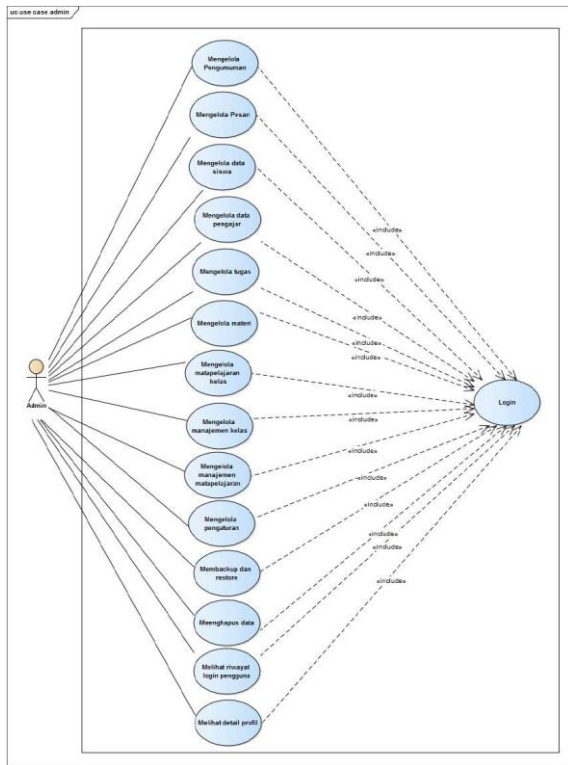 uc use case admin
Mengelola
Pengumuman
Mengelola Pesan
Mengelola data
siswa
Mengelola data
pengajar
Mengelola tugas
Mengelola materi
Mengelola
matapelajaran
kelas
Mengelola
manajemen kelas
Mengelola
manajemen
matapelajaran
Mengelola
pengaturan
Membackup dan
restore
Meenghapus data
Melihat riwayat
login pengguna
Melihat detail profil
Admin
Login
«include»
«include»
«include»
«include»
«include»
«include»
«include»
«include»
«include»
«include»
«include»
«include»
«include»
«include»